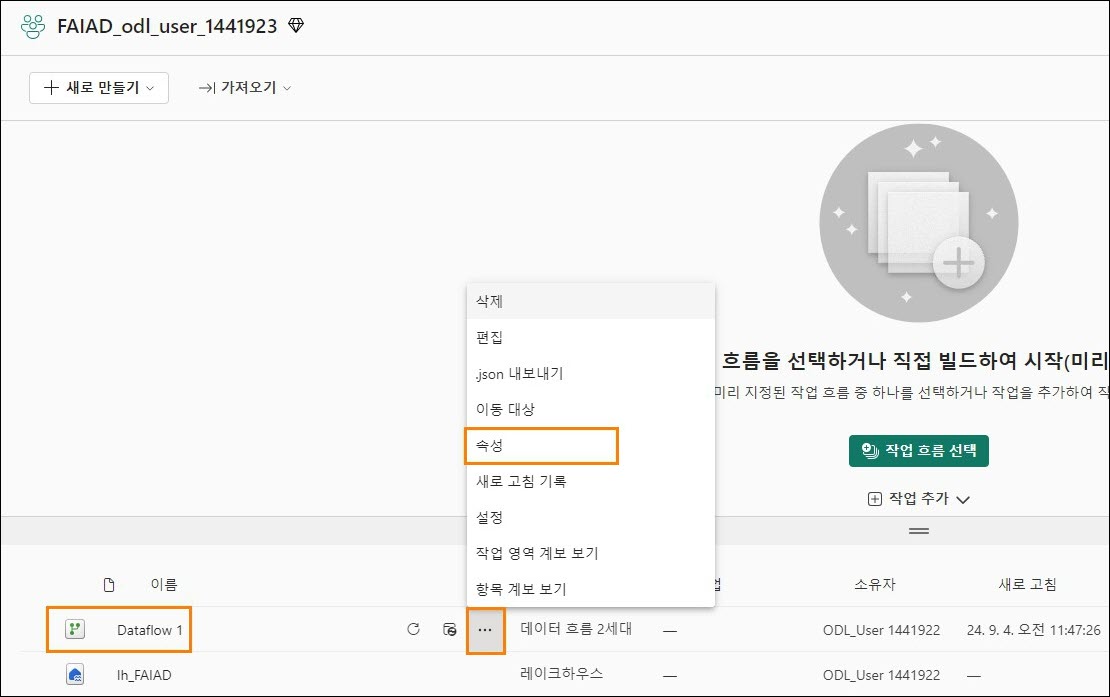 FAIAD_odl_user_1441923
새로 만들기
가져오기
흐름을 선택하거나 직접 빌드하여 시작(미리
미리 지정된 작업 흐름 중 하나를 선택하거나 작업을 추가하여 직
작업 흐름 선택
작업 추가
삭제
편집
.json 내보내기
이동 대상
속성
새로 고침 기록
설정
작업 영역 계보 보기
항목 계보 보기
이름 소유자 새로 고침
Dataflow 1 ... 데이터 흐름 2세대 — ODL_User 1441922 24. 9. 4. 오전 11:47:26
lh_FAIAD 레이크하우스 — ODL_User 1441922 —